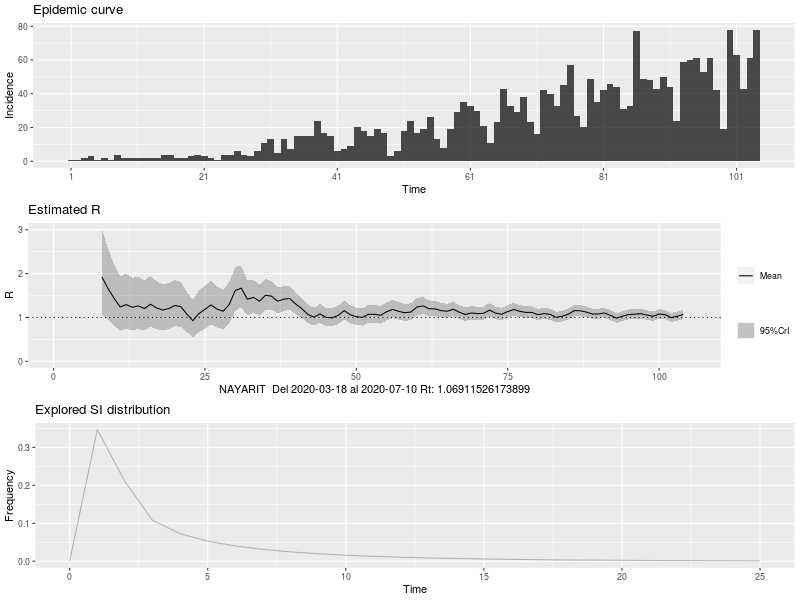 Epidemic curve
80
60
40
20
0
Incidence
1 21 41 61 81 101
Time
Estimated R
3
2
1
0
R
Mean
95%CrI
0 25 50 75 100
NAYARIT Del 2020-03-18 al 2020-07-10 Rt: 1.06911526173899
Explored SI distribution
0.3
0.2
0.1
0.0
Frequency
0 5 10 15 20 25
Time